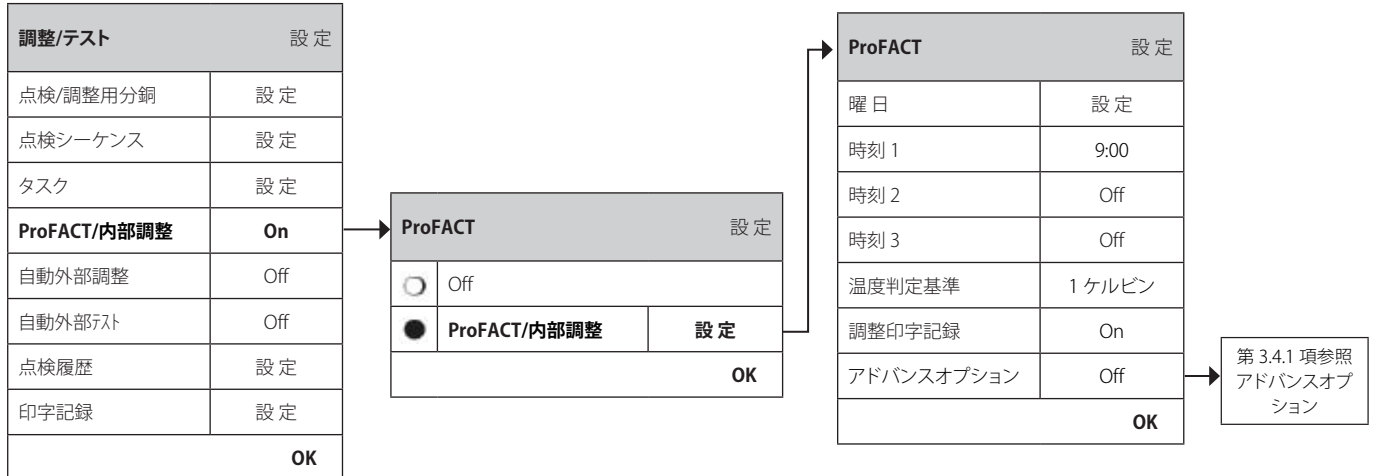 調整/テスト 設定
点検/調整用分銅 設定
点検シーケンス 設定
タスク 設定
ProFACT/内部調整 On
自動外部調整 Off
自動外部ﾃｽﾄ Off
点検履歴 設定
印字記録 設定
OK
ProFACT 設定
Off
ProFACT/内部調整 設定
OK
ProFACT 設定
曜日 設定
時刻 1 9:00
時刻 2 Off
時刻 3 Off
温度判定基準 1 ケルビン
調整印字記録 On
アドバンスオプション Off
OK
第 3.4.1 項参照
アドバンスオプ
ション